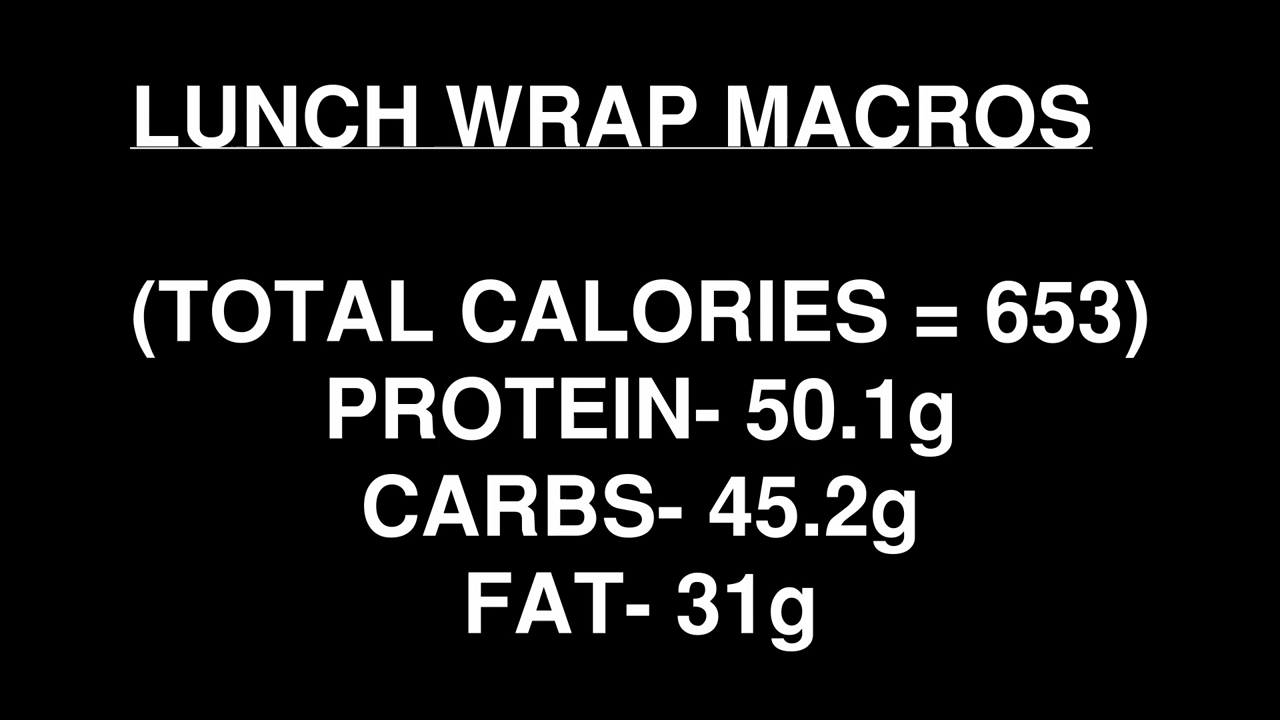 LUNCH WRAP MACROS
(TOTAL CALORIES = 653)
PROTEIN- 50.1g
CARBS- 45.2g
FAT- 31g